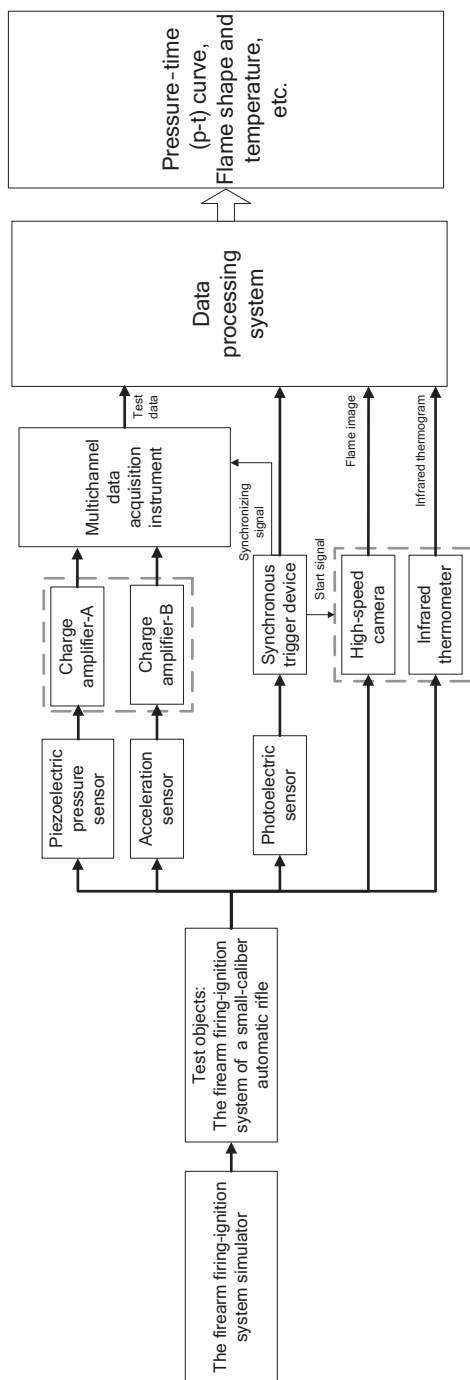 The firearm firing-ignition
system simulator
Test objects:
The firearm firing-ignition
system of a small-caliber
automatic rifle
Piezoelectric
pressure
sensor
Acceleration
sensor
Photoelectric
sensor
Charge
amplifier-A
Charge
amplifier-B
Synchronous
trigger device
High-speed
camera
Infrared
thermometer
Multichannel
data
acquisition
instrument
Synchronizing
signal
Start signal
Test
data
Flame image
Infrared thermogram
Data
processing
system
Pressure-time
(p-t) curve,
Flame shape and
temperature,
etc.